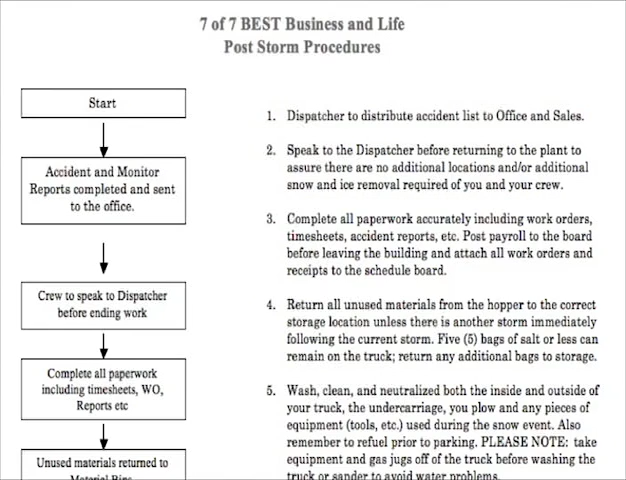 7 of 7 BEST Business and Life
Post Storm Procedures
Start
Accident and Monitor
Reports completed and sent
to the office.
Crew to speak to Dispatcher
before ending work
Complete all paperwork
including timesheets, WO,
Reports etc
Unused materials returned to
Material Bins
1. Dispatcher to distribute accident list to Office and Sales.
2. Speak to the Dispatcher before returning to the plant to
assure there are no additional locations and/or additional
snow and ice removal required of you and your crew.
3. Complete all paperwork accurately including work orders,
timesheets, accident reports, etc. Post payroll to the board
before leaving the building and attach all work orders and
receipts to the schedule board.
4. Return all unused materials from the hopper to the correct
storage location unless there is another storm immediately
following the current storm. Five (5) bags of salt or less can
remain on the truck; return any additional bags to storage.
5. Wash, clean, and neutralized both the inside and outside of
your truck, the undercarriage, you plow and any pieces of
equipment (tools, etc.) used during the snow event. Also
remember to refuel prior to parking. PLEASE NOTE: take
equipment and gas jugs off of the truck before washing the
truck or sander to avoid water problems.